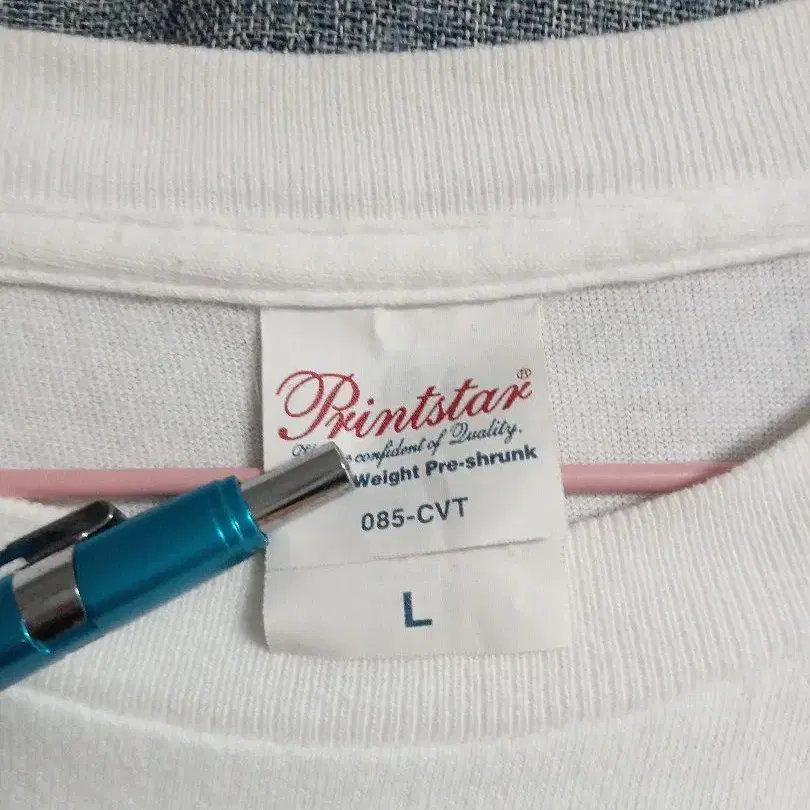 Printstar®
confident of Quality.
Weight Pre-shrunk
085-CVT
L